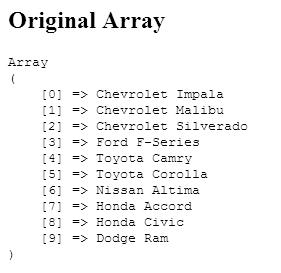 Original Array
Array
(
[0] => Chevrolet Impala
[1] => Chevrolet Malibu
[2] => Chevrolet Silverado
[3] => Ford F-Series
[4] => Toyota Camry
[5] => Toyota Corolla
[6] => Nissan Altima
[7] => Honda Accord
[8] => Honda Civic
[9] => Dodge Ram
)